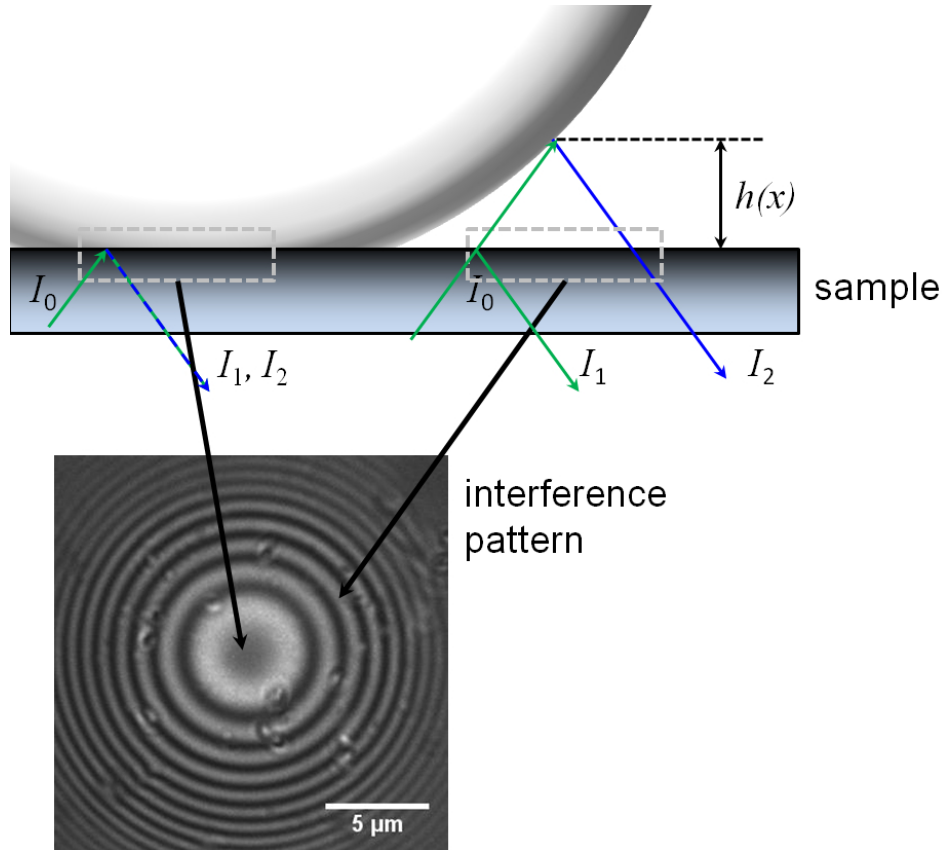 h(x)
I₀
I₀
sample
I₁, I₂
I₁
I₂
interference
pattern
5 µm